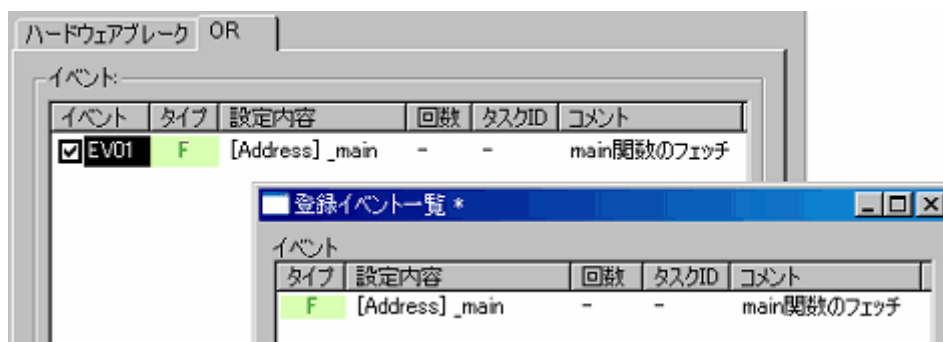 ハードウェアブレーク OR
イベント:
イベント タイプ 設定内容 回数 タスクID コメント
EV01 F [Address] _main - - main関数のフェッチ
登録イベント一覧 *
イベント
タイプ 設定内容 回数 タスクID コメント
F [Address] _main - - main関数のフェッチ